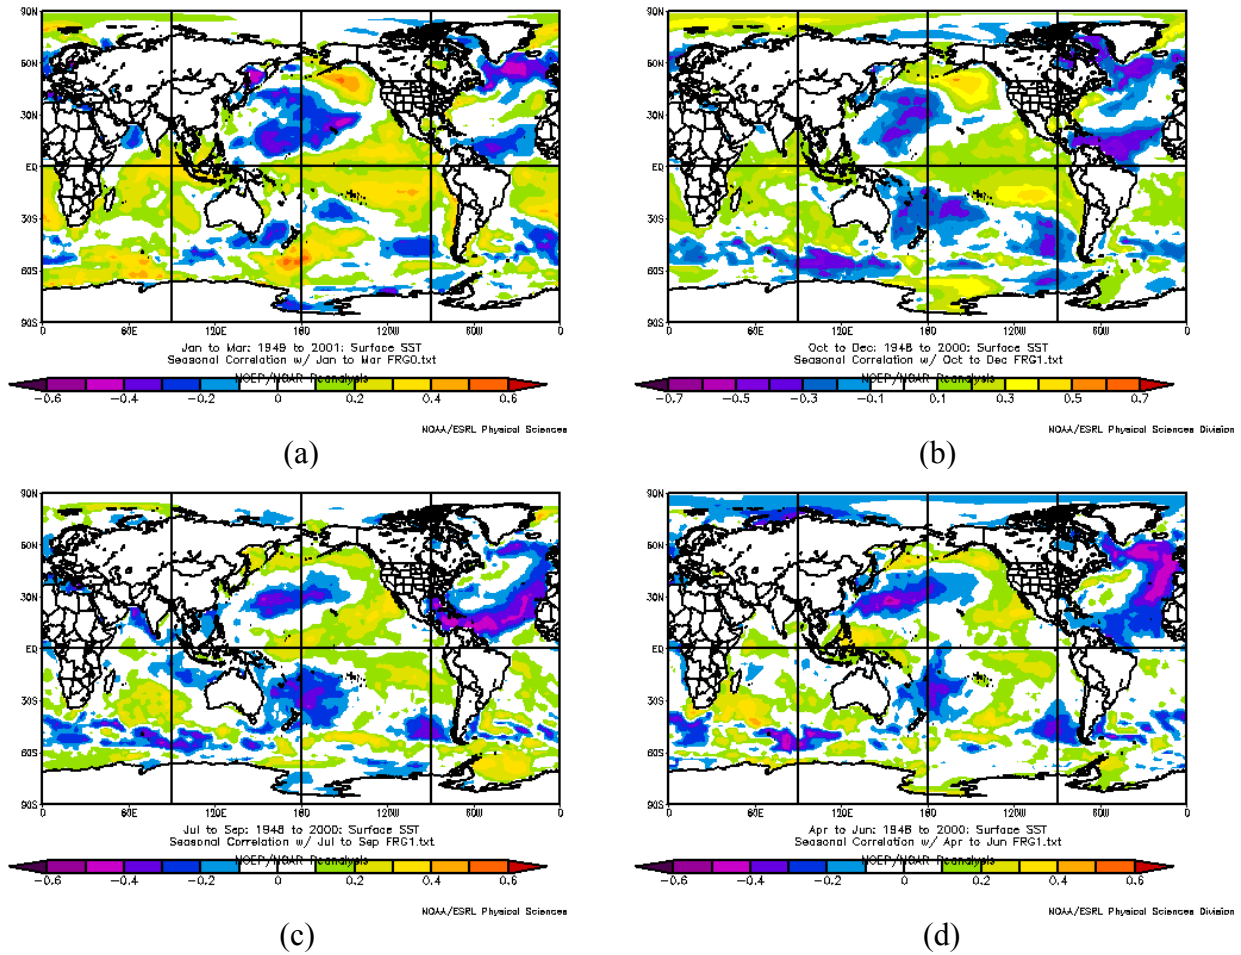 90N
60N
30N
EQ
30S
60S
90S
0 60E 120E 180 120W 60W 0
Jan to Mar: 1949 to 2001: Surface SST
Seasonal Correlation w/ Jan to Mar FRG0.txt
NCEP/NCAR Reanalysis
-0.6 -0.4 -0.2 0 0.2 0.4 0.6
NOAA/ESRL Physical Sciences
(a)
90N
60N
30N
EQ
30S
60S
90S
0 60E 120E 180 120W 60W 0
Oct to Dec: 1948 to 2000: Surface SST
Seasonal Correlation w/ Oct to Dec FRG1.txt
NCEP/NCAR Reanalysis
-0.7 -0.5 -0.3 -0.1 0.1 0.3 0.5 0.7
NOAA/ESRL Physical Sciences Division
(b)
90N
60N
30N
EQ
30S
60S
90S
0 60E 120E 180 120W 60W 0
Jul to Sep: 1948 to 2000: Surface SST
Seasonal Correlation w/ Jul to Sep FRG1.txt
NCEP/NCAR Reanalysis
-0.6 -0.4 -0.2 0 0.2 0.4 0.6
NOAA/ESRL Physical Sciences
(c)
90N
60N
30N
EQ
30S
60S
90S
0 60E 120E 180 120W 60W 0
Apr to Jun: 1948 to 2000: Surface SST
Seasonal Correlation w/ Apr to Jun FRG1.txt
NCEP/NCAR Reanalysis
-0.6 -0.4 -0.2 0 0.2 0.4 0.6
NOAA/ESRL Physical Sciences Division
(d)